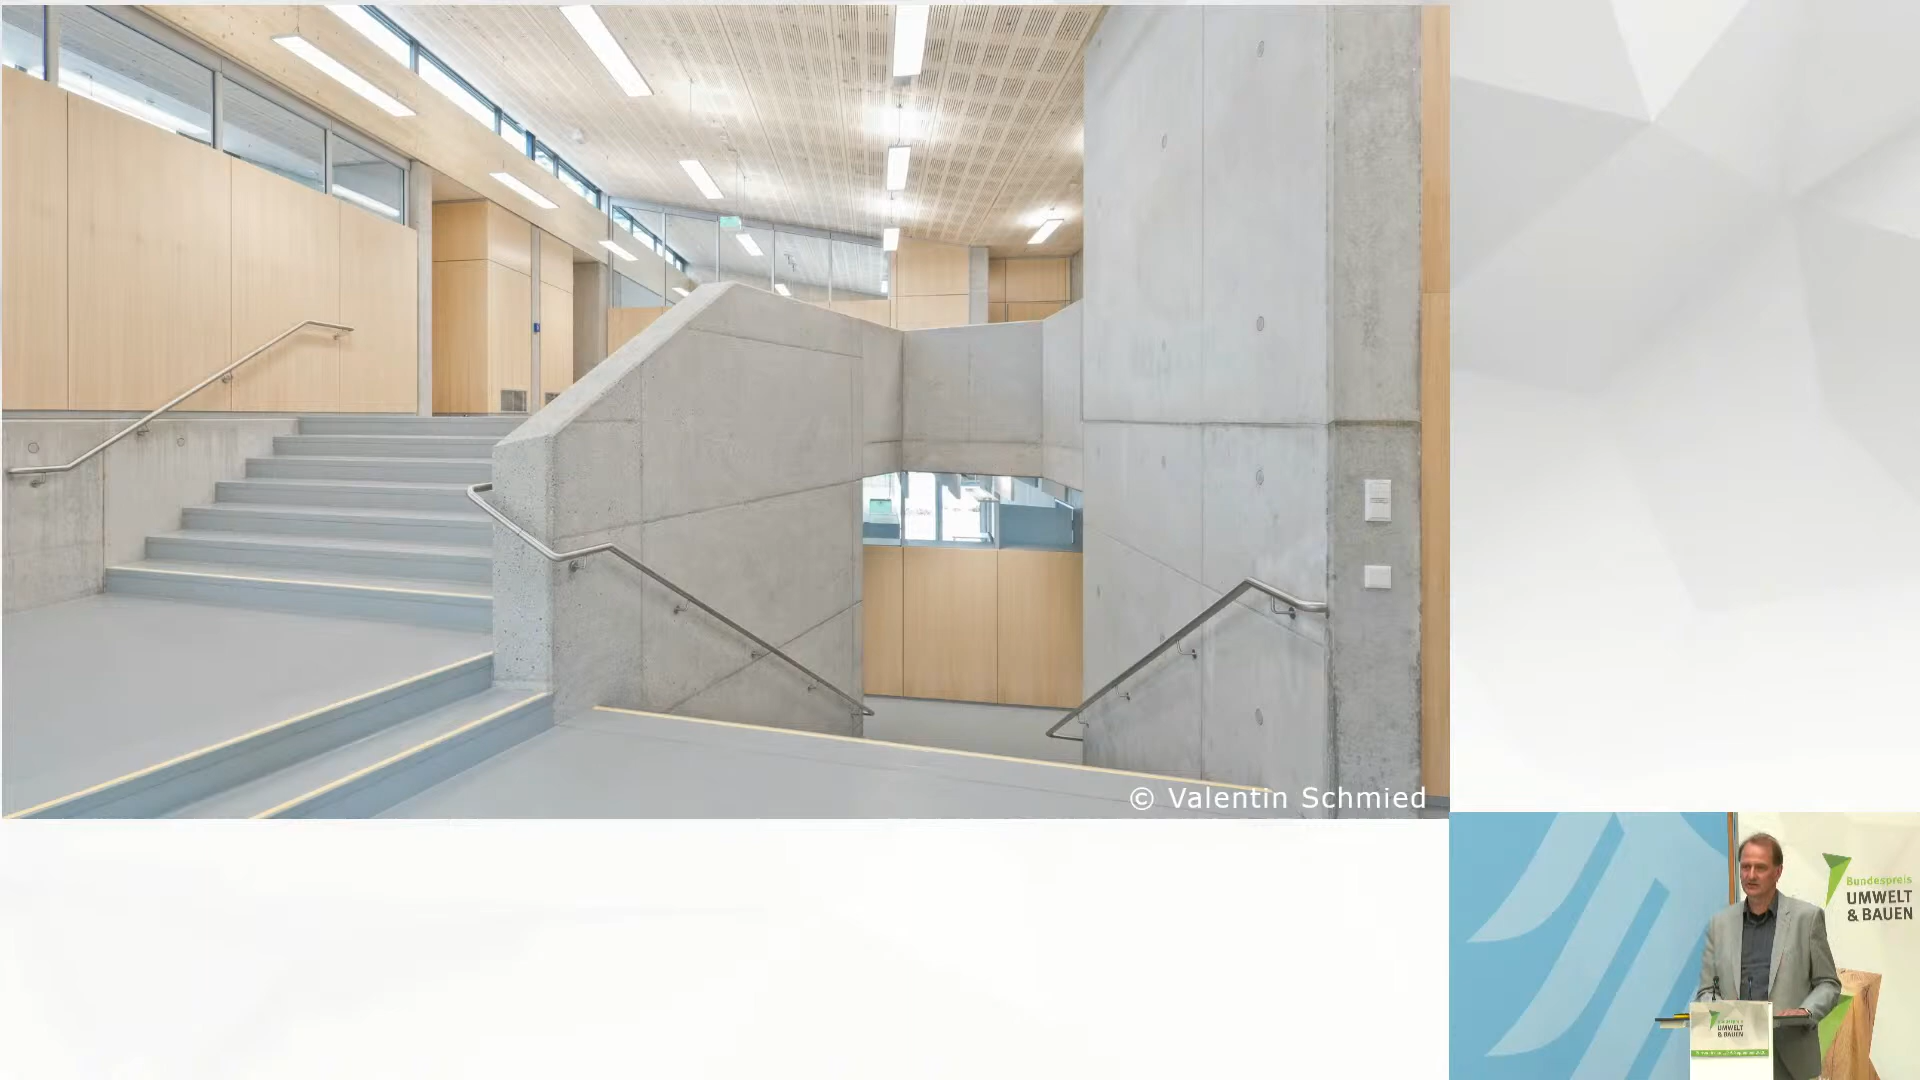 © Valentin Schmied
Bundespreis
UMWELT
& BAUEN
UMWELT
& BAUEN